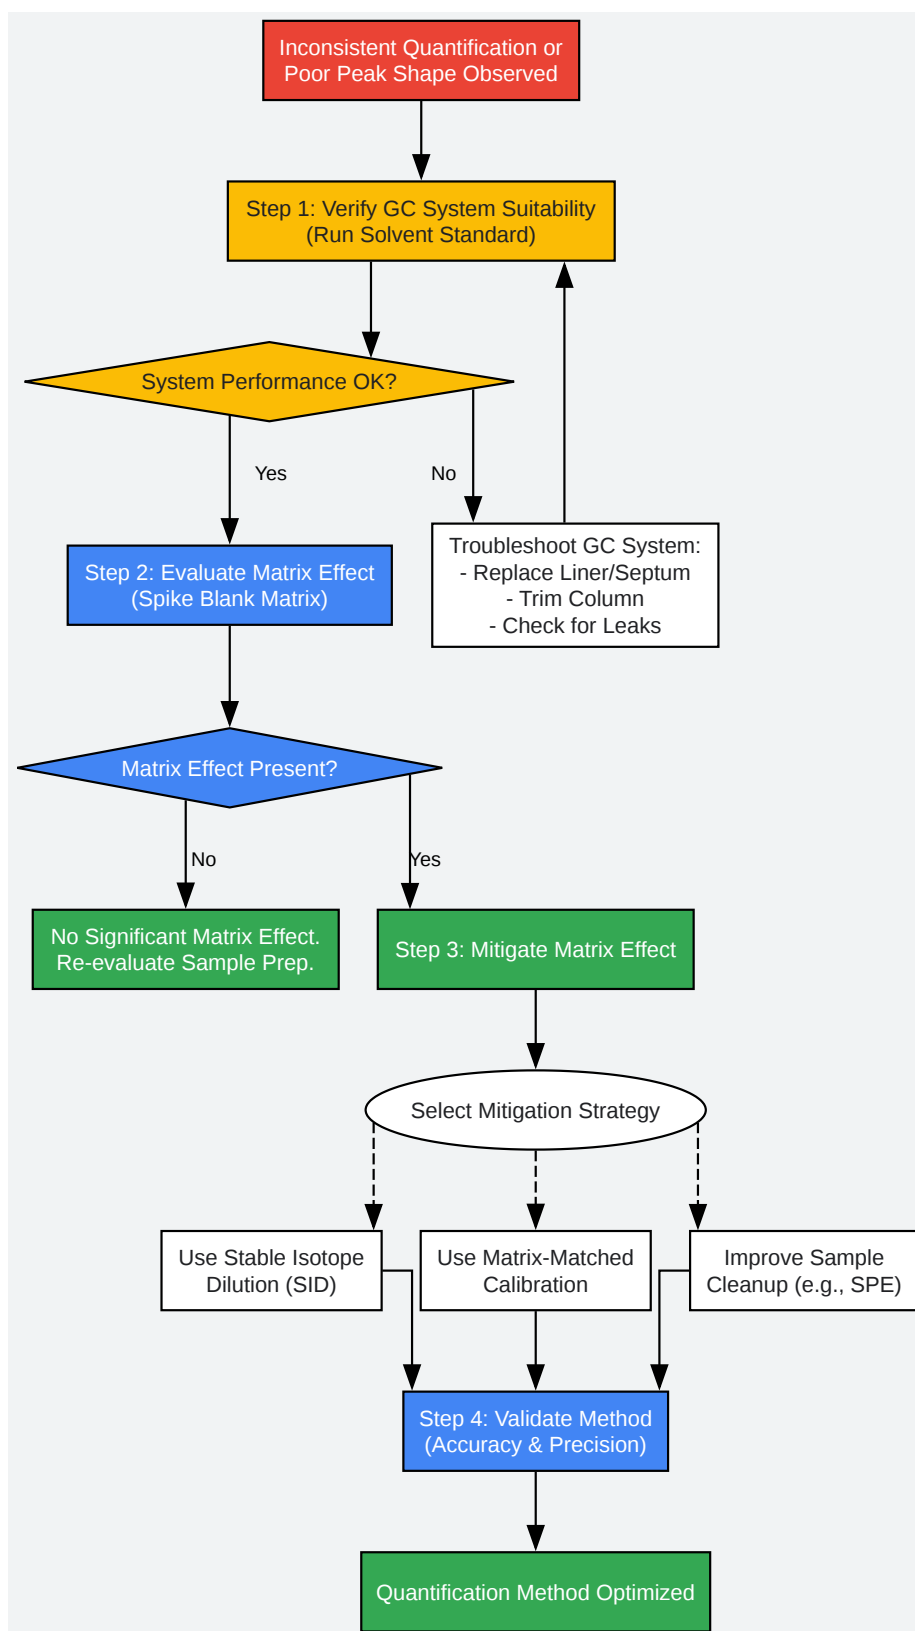 Inconsistent Quantification or
Poor Peak Shape Observed
Step 1: Verify GC System Suitability
(Run Solvent Standard)
System Performance OK?
Yes
No
Troubleshoot GC System:
- Replace Liner/Septum
- Trim Column
- Check for Leaks
Step 2: Evaluate Matrix Effect
(Spike Blank Matrix)
Matrix Effect Present?
No
Yes
No Significant Matrix Effect.
Re-evaluate Sample Prep.
Step 3: Mitigate Matrix Effect
Select Mitigation Strategy
Use Stable Isotope
Dilution (SID)
Use Matrix-Matched
Calibration
Improve Sample
Cleanup (e.g., SPE)
Step 4: Validate Method
(Accuracy & Precision)
Quantification Method Optimized